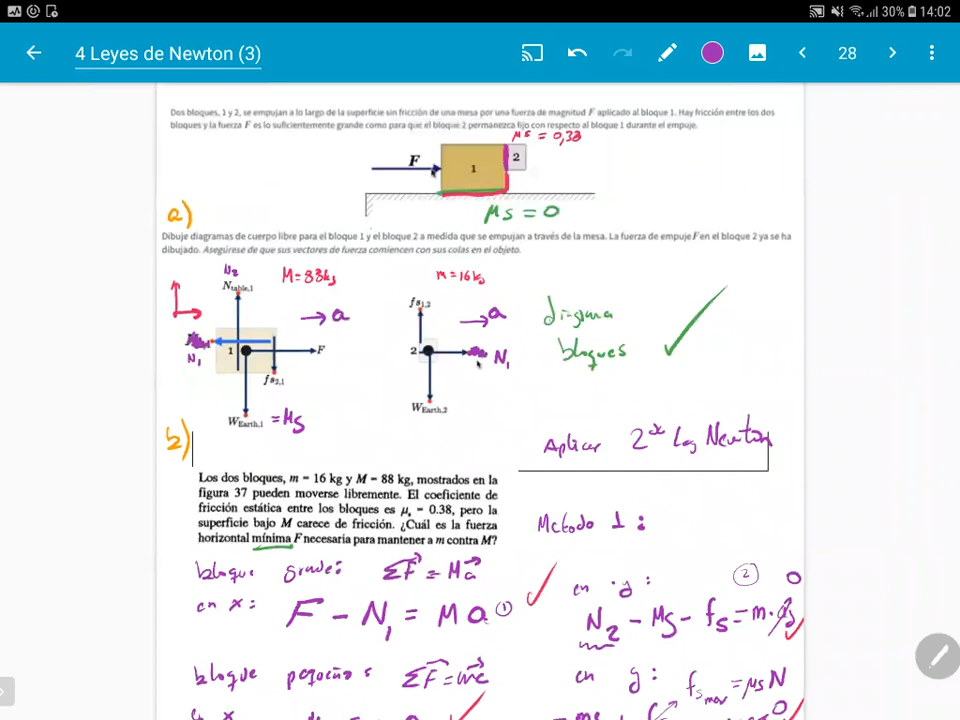 30% 14:02
4 Leyes de Newton (3)
28
Dos bloques, 1 y 2, se empujan a lo largo de la superficie sin fricción de una mesa por una fuerza de magnitud F aplicado al bloque 1. Hay fricción entre los dos
bloques y la fuerza F es lo suficientemente grande como para que el bloque 2 permanezca fijo con respecto al bloque 1 durante el empuje.
μs = 0,38
F
1
2
μs = 0
a)
Dibuje diagramas de cuerpo libre para el bloque 1 y el bloque 2 a medida que se empujan a través de la mesa. La fuerza de empuje F en el bloque 2 ya se ha
dibujado. Asegúrese de que sus vectores de fuerza comiencen con sus colas en el objeto.
N2
Ntable,1
M=88kg
m=16kg
fs1,2
→a
→a
diagrama
bloques
1
F
N1
fs2,1
2
N1
WEarth,2
WEarth,1 = Mg
b)
Aplicar 2da Ley Newton
Los dos bloques, m = 16 kg y M = 88 kg, mostrados en la
figura 37 pueden moverse libremente. El coeficiente de
fricción estática entre los bloques es μs = 0.38, pero la
superficie bajo M carece de fricción. ¿Cuál es la fuerza
horizontal mínima F necesaria para mantener a m contra M?
Metodo 1:
bloque grande: ΣF = Ma
en x: F - N1 = Ma ①
en y: ② 0
N2 - Mg - fs = m·ay
bloque pequeño: ΣF = ma
en y: fs max = μsN